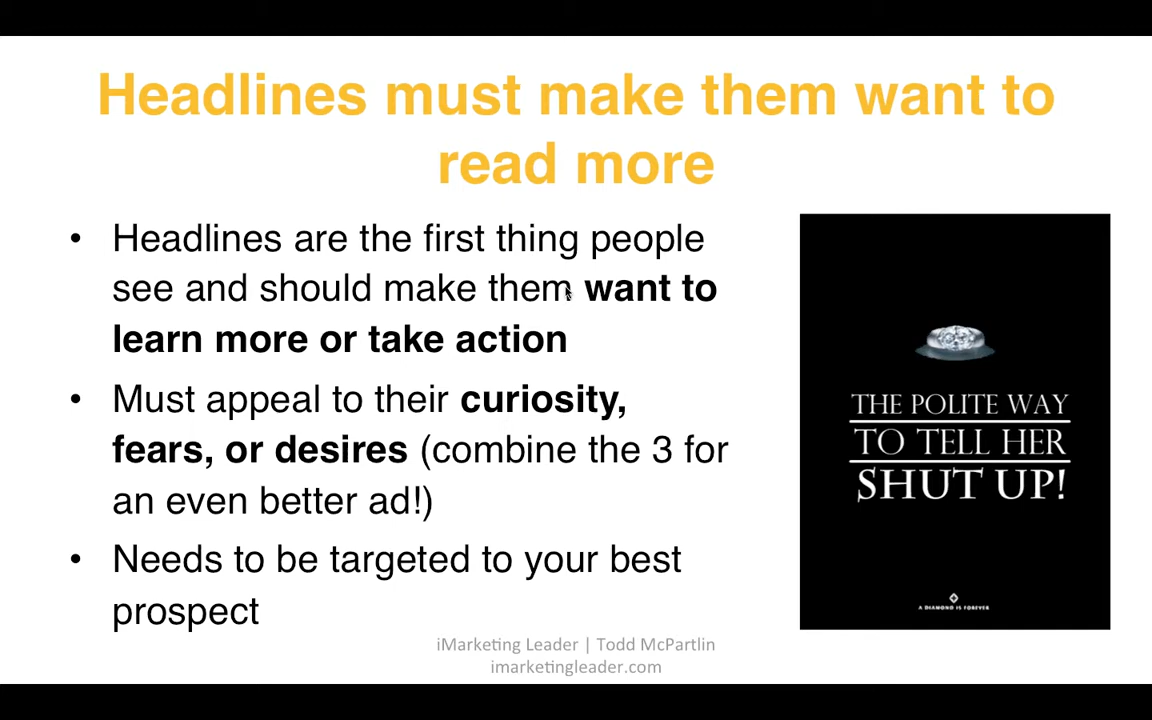 Headlines must make them want to
read more
• Headlines are the first thing people
see and should make them want to
learn more or take action
• Must appeal to their curiosity,
fears, or desires (combine the 3 for
an even better ad!)
• Needs to be targeted to your best
prospect
THE POLITE WAY
TO TELL HER
SHUT UP!
A DIAMOND IS FOREVER
iMarketing Leader | Todd McPartlin
imarketingleader.com